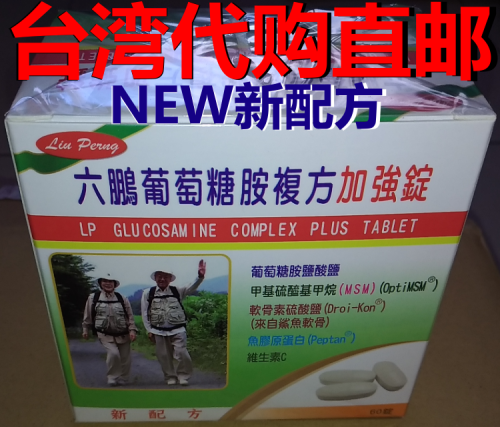 台湾代购直邮
NEW新配方
Liu Perng
六鵬葡萄糖胺複方加強錠
LP GLUCOSAMINE COMPLEX PLUS TABLET
葡萄糖胺鹽酸鹽
甲基硫醯基甲烷(MSM)(OptiMSM®)
軟骨素硫酸鹽(Droi-Kon®)
(來自鯊魚軟骨)
魚膠原蛋白(Peptan®)
維生素C
新配方
60錠